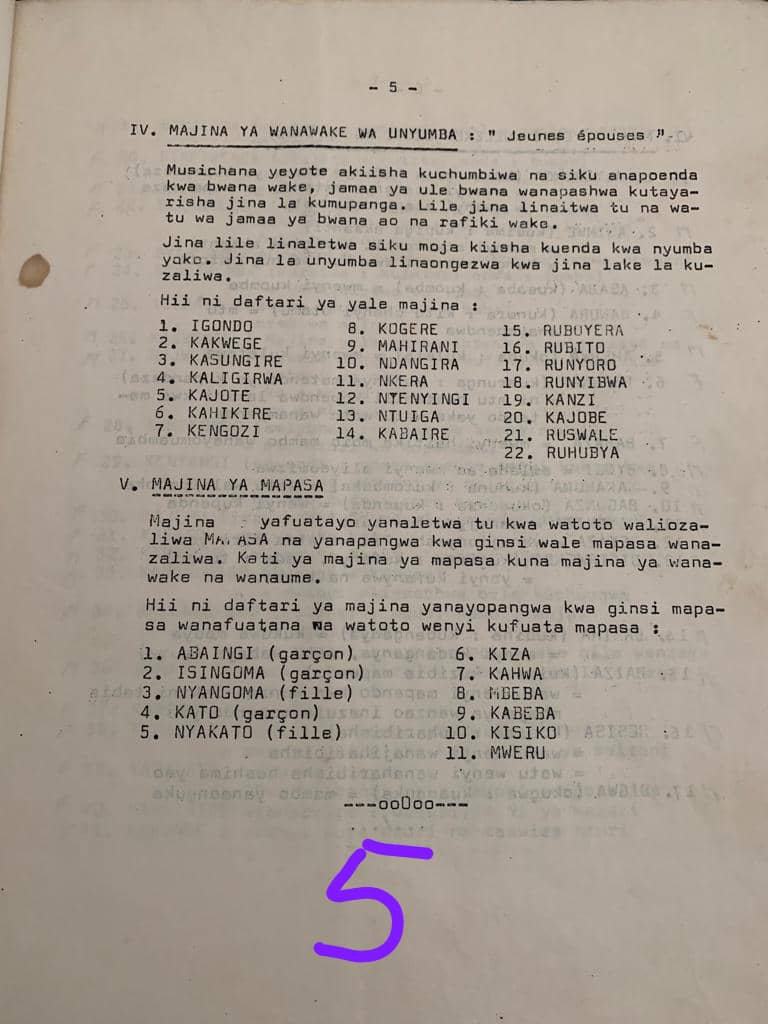 - 5 -
IV. MAJINA YA WANAWAKE WA UNYUMBA : " Jeunes épouses "-
Musichana yeyote akiisha kuchumbiwa na siku anapoenda
kwa bwana wake, jamaa ya ule bwana wanapashwa kutaya-
risha jina la kumupanga. Lile jina linaitwa tu na wa-
tu wa jamaa ya bwana ao na rafiki wake.
Jina lile linaletwa siku moja kiisha kuenda kwa nyumba
yake. Jina la unyumba linaongezwa kwa jina lake la ku-
zaliwa.
Hii ni daftari ya yale majina :
1. IGONDO
2. KAKWEGE
3. KASUNGIRE
4. KALIGIRWA
5. KAJOTE
6. KAHIKIRE
7. KENGOZI
8. KOGERE
9. MAHIRANI
10. NDANGIRA
11. NKERA
12. NTENYINGI
13. NTUIGA
14. KABAIRE
15. RUBUYERA
16. RUBITO
17. RUNYORO
18. RUNYIBWA
19. KANZI
20. KAJOBE
21. RUSWALE
22. RUHUBYA
V. MAJINA YA MAPASA
Majina yafuatayo yanaletwa tu kwa watoto walioza-
liwa MAPASA na yanapangwa kwa ginsi wale mapasa wana-
zaliwa. Kati ya majina ya mapasa kuna majina ya wana-
wake na wanaume.
Hii ni daftari ya majina yanayopangwa kwa ginsi mapa-
sa wanafuatana na watoto wenyi kufuata mapasa :
1. ABAINGI (garçon)
2. ISINGOMA (garçon)
3. NYANGOMA (fille)
4. KATO (garçon)
5. NYAKATO (fille)
6. KIZA
7. KAHWA
8. MBEBA
9. KABEBA
10. KISIKO
11. MWERU
---ooOoo---
5